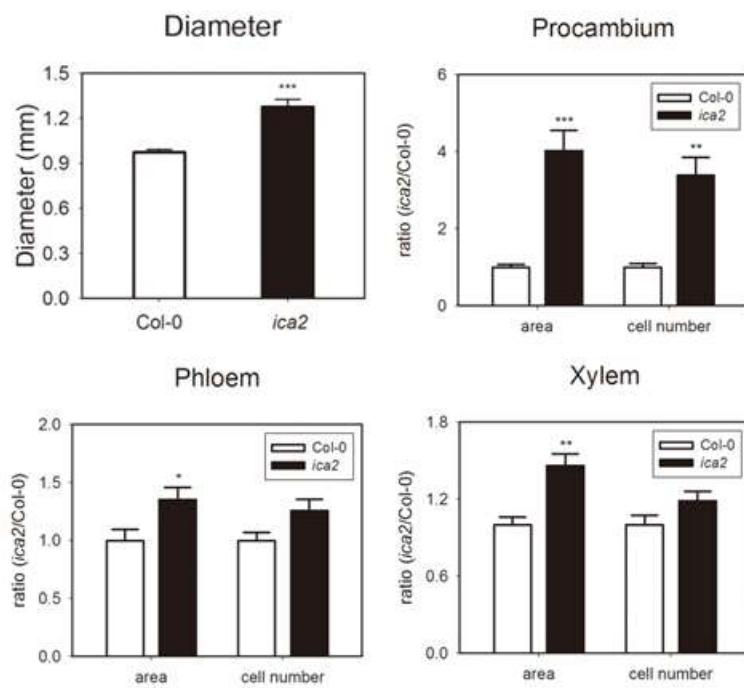 Diameter
Diameter (mm)
1.5
1.2
0.9
0.6
0.3
0.0
***
Col-0
ica2
Procambium
ratio (ica2/Col-0)
6
4
2
0
Col-0
ica2
***
**
area
cell number
Phloem
ratio (ica2/Col-0)
2.0
1.5
1.0
0.5
0.0
Col-0
ica2
*
area
cell number
Xylem
ratio (ica2/Col-0)
1.8
1.2
0.6
0.0
Col-0
ica2
**
area
cell number